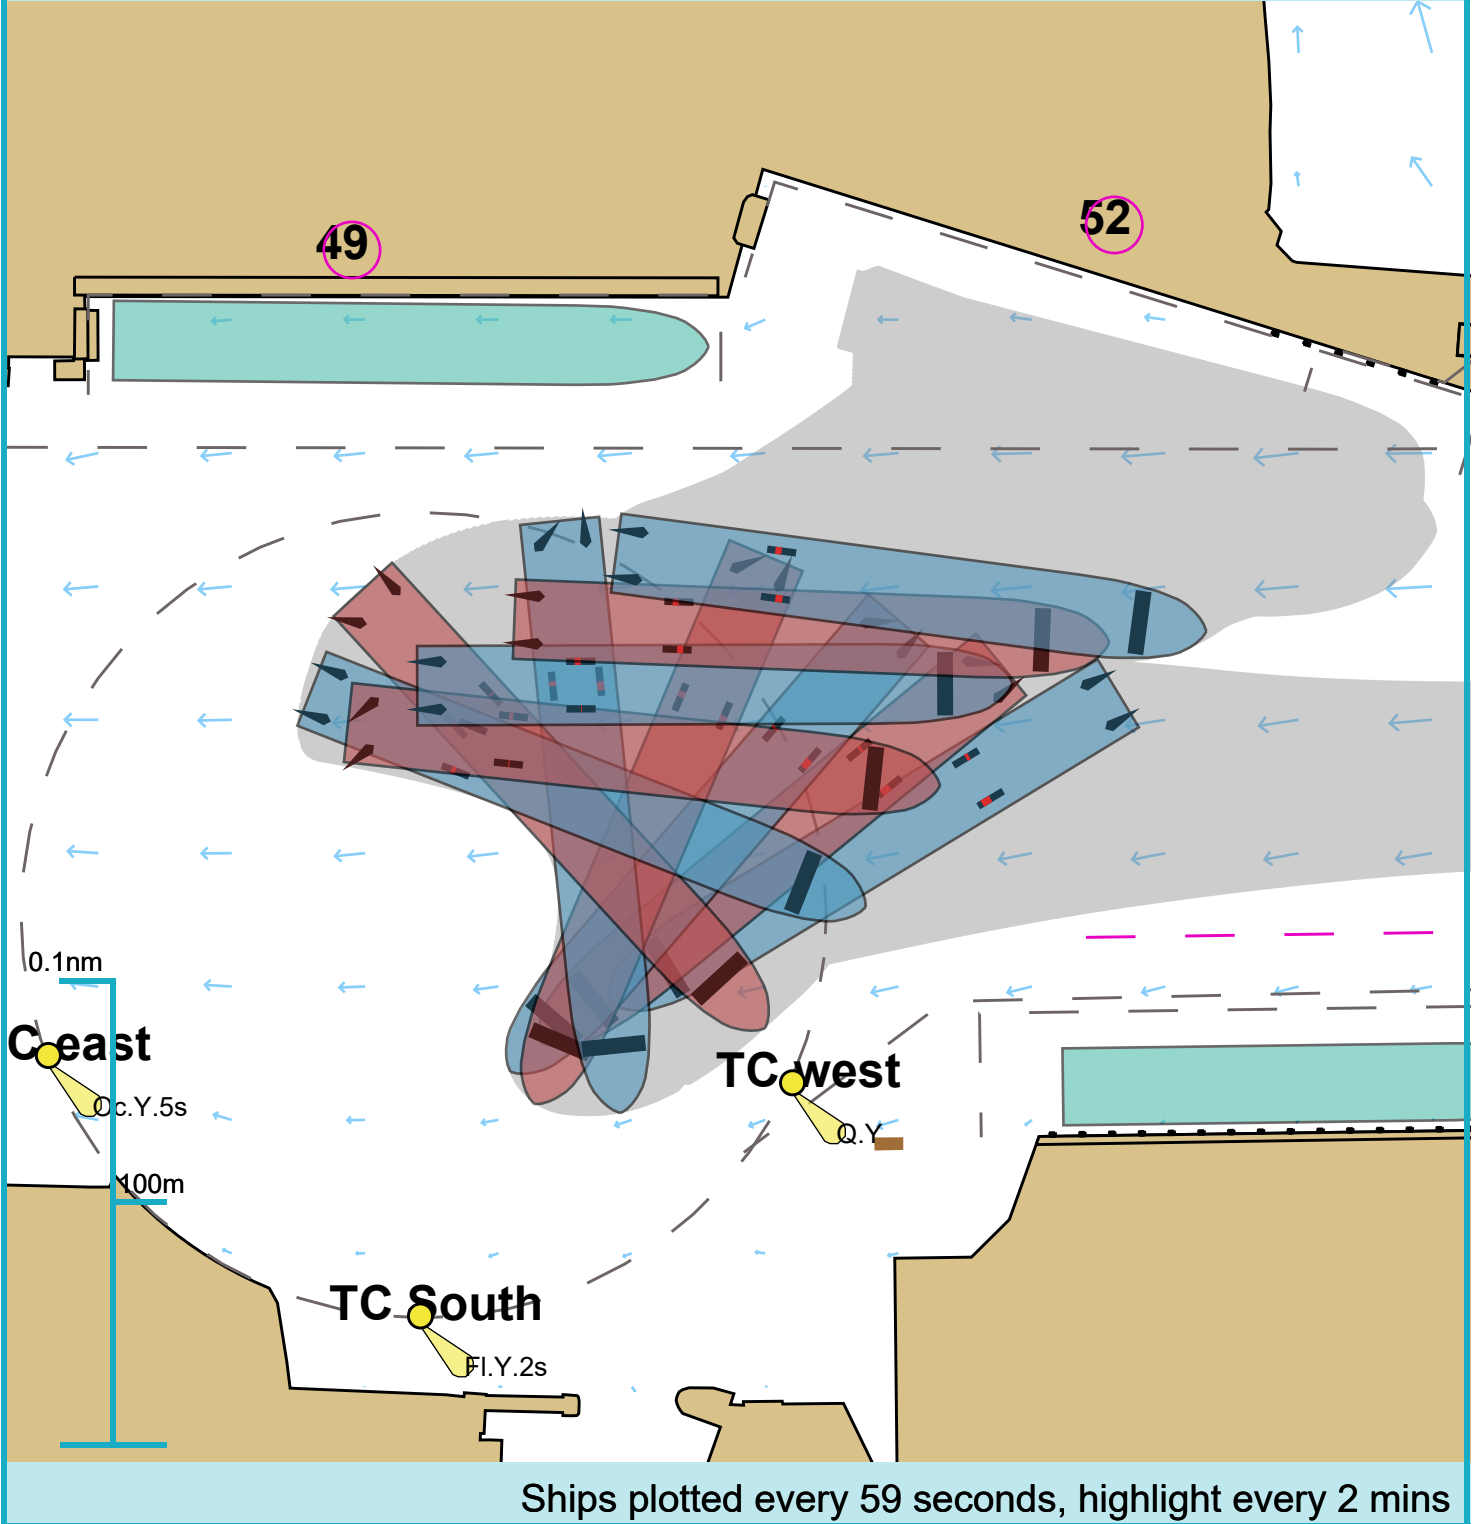 52
49
0.1nm
C east
TC west
Oc.Y.5s
Q.Y
100m
TC South
Fl.Y.2s
Ships plotted every 59 seconds, highlight every 2 mins